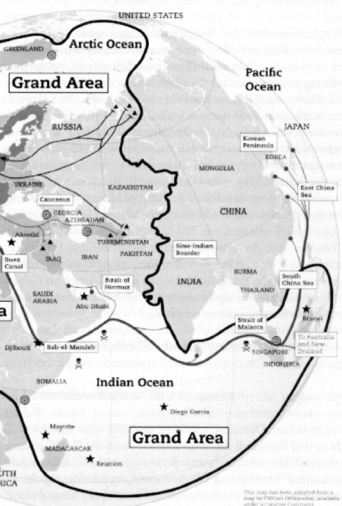 UNITED STATES
GREENLAND
Arctic Ocean
Grand Area
Pacific
Ocean
RUSSIA
JAPAN
Korean
Peninsula
KOREA
MONGOLIA
UKRAINE
KAZAKHSTAN
East China
Sea
Caucasus
GEORGIA
CHINA
AZERBAIJAN
Akrotiri
TURKMENISTAN
Suez
Canal
IRAQ
IRAN
PAKISTAN
Sino-Indian
Boarder
Strait of
Hormuz
INDIA
BURMA
South
China Sea
SAUDI
ARABIA
Abu Dhabi
THAILAND
a
Strait of
Malacca
Brunei
Djibouti
Bab-el-Mandeb
To Australia
and New
Zealand
SINGAPORE
INDONESIA
SOMALIA
Indian Ocean
Diego Garcia
Mayotte
Grand Area
MADAGASCAR
Reunion
UTH
RICA
This map has been adapted from a
map by
available
under a Creative Commons